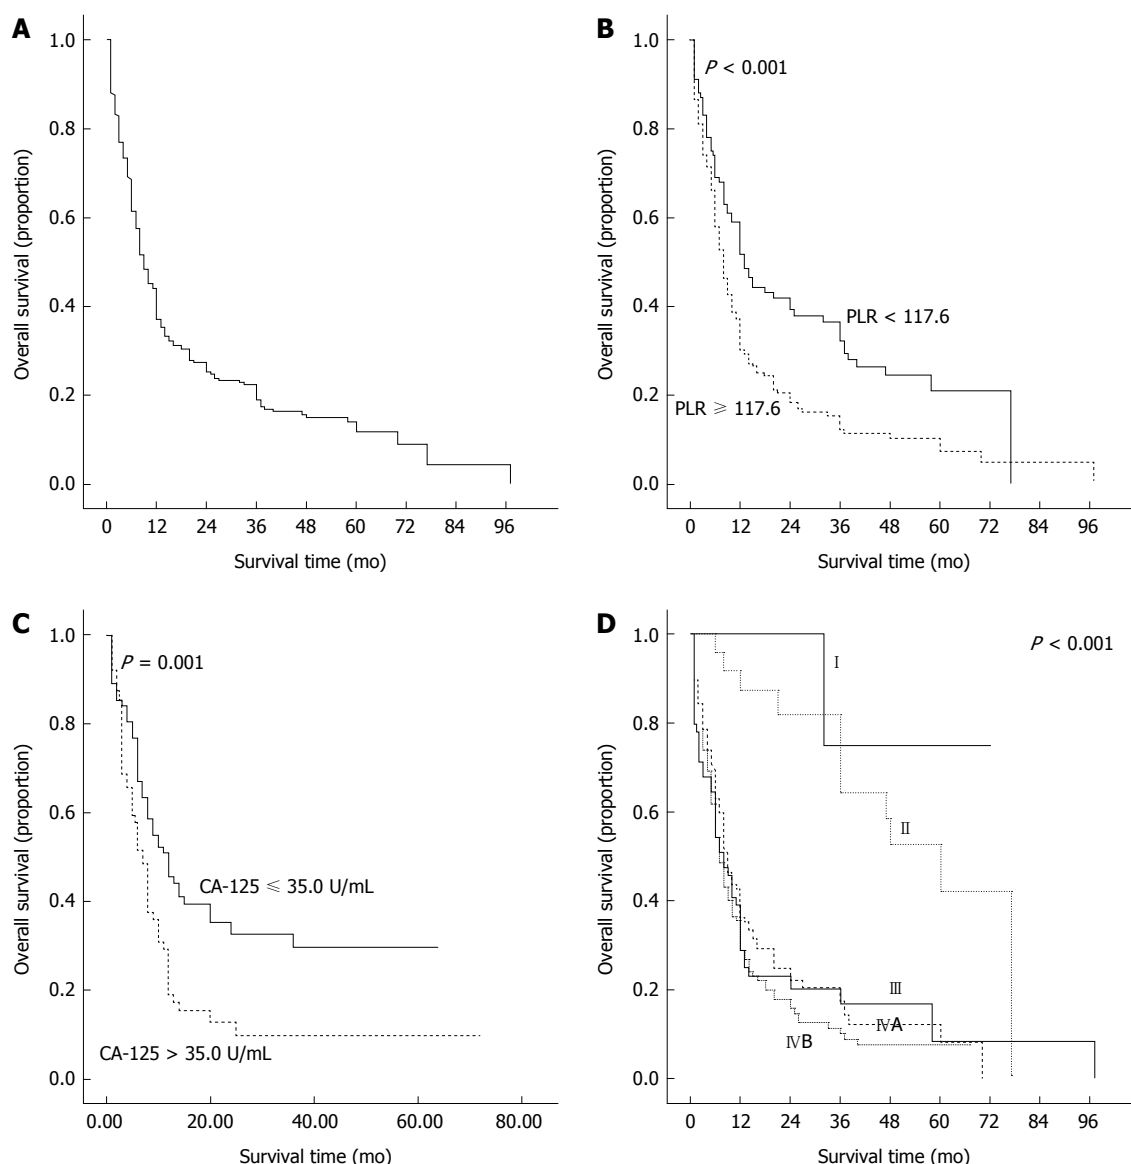 A
1.0
0.8
0.6
0.4
0.2
0.0
Overall survival (proportion)
0 12 24 36 48 60 72 84 96
Survival time (mo)
B
1.0
0.8
0.6
0.4
0.2
0.0
Overall survival (proportion)
P < 0.001
PLR < 117.6
PLR ⩾ 117.6
0 12 24 36 48 60 72 84 96
Survival time (mo)
C
1.0
0.8
0.6
0.4
0.2
0.0
Overall survival (proportion)
P = 0.001
CA-125 ⩽ 35.0 U/mL
CA-125 > 35.0 U/mL
0.00 20.00 40.00 60.00 80.00
Survival time (mo)
D
1.0
0.8
0.6
0.4
0.2
0.0
Overall survival (proportion)
P < 0.001
Ⅰ
Ⅱ
Ⅲ
ⅣA
ⅣB
0 12 24 36 48 60 72 84 96
Survival time (mo)